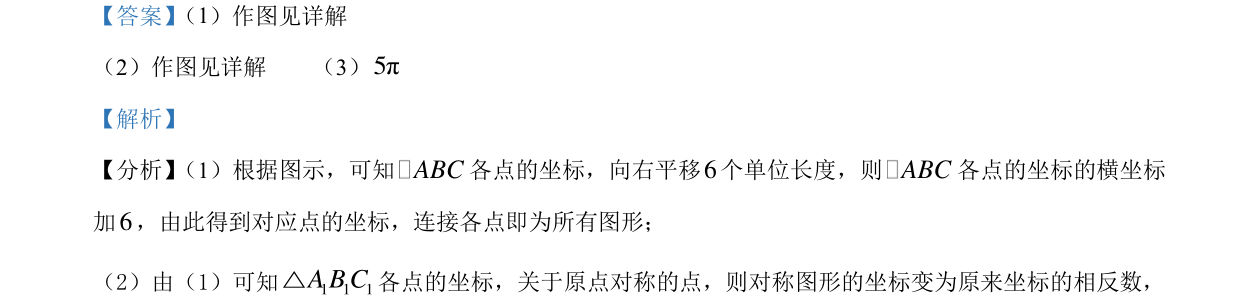 【答案】（1）作图见详解
（2）作图见详解 （3）5π
【解析】
【分析】（1）根据图示，可知□ABC 各点的坐标，向右平移6个单位长度，则□ABC 各点的坐标的横坐标
加6，由此得到对应点的坐标，连接各点即为所有图形；
（2）由（1）可知△A₁B₁C₁各点的坐标，关于原点对称的点，则对称图形的坐标变为原来坐标的相反数，